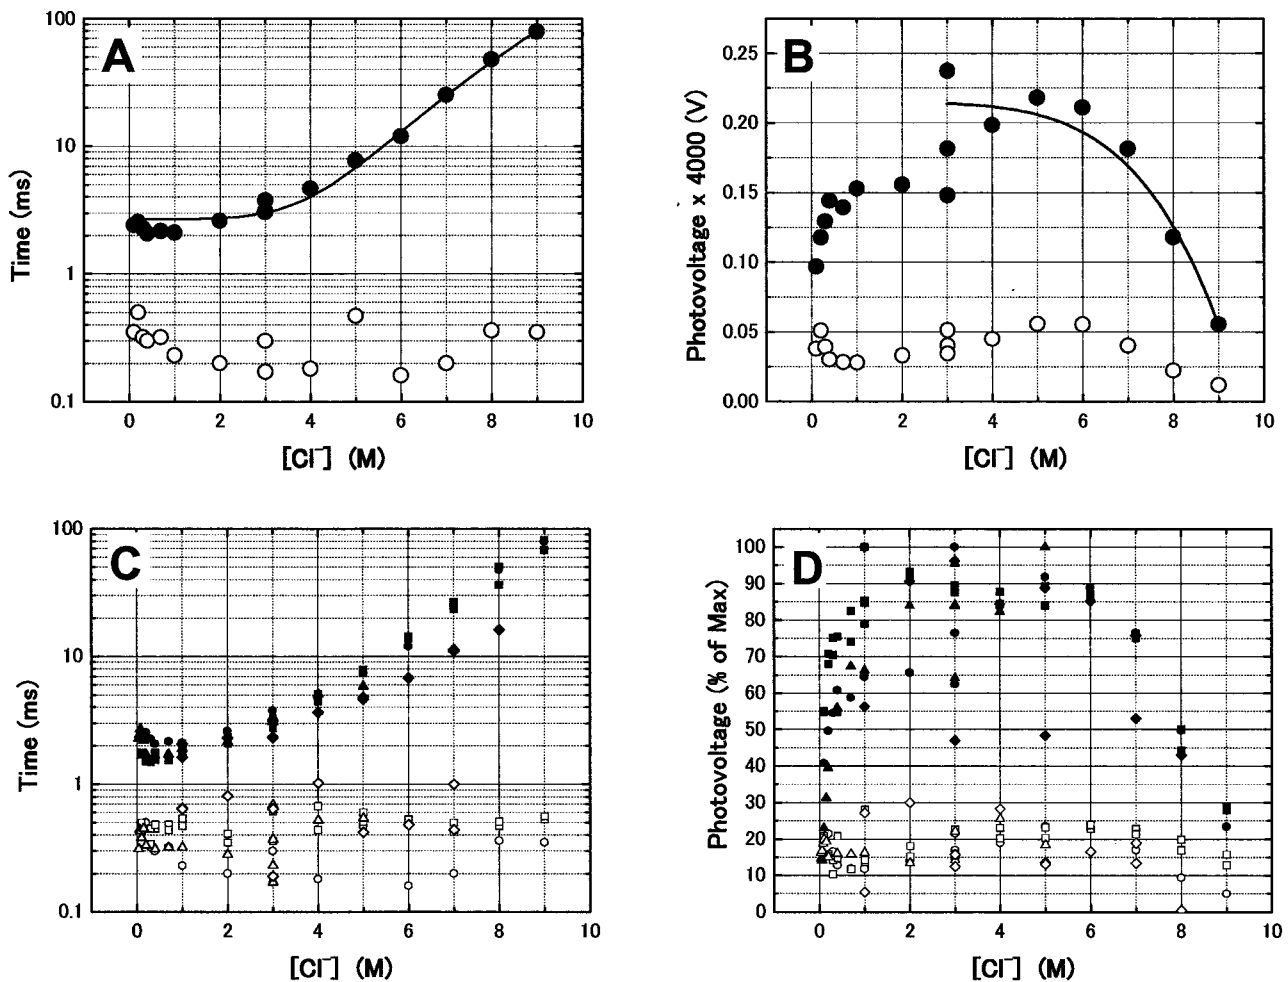 A
100
10
1
0.1
Time (ms)
0 2 4 6 8 10
[Cl⁻] (M)
B
0.25
0.20
0.15
0.10
0.05
0.00
Photovoltage x 4000 (V)
0 2 4 6 8 10
[Cl⁻] (M)
C
100
10
1
0.1
Time (ms)
0 2 4 6 8 10
[Cl⁻] (M)
D
100
90
80
70
60
50
40
30
20
10
0
Photovoltage (% of Max)
0 2 4 6 8 10
[Cl⁻] (M)